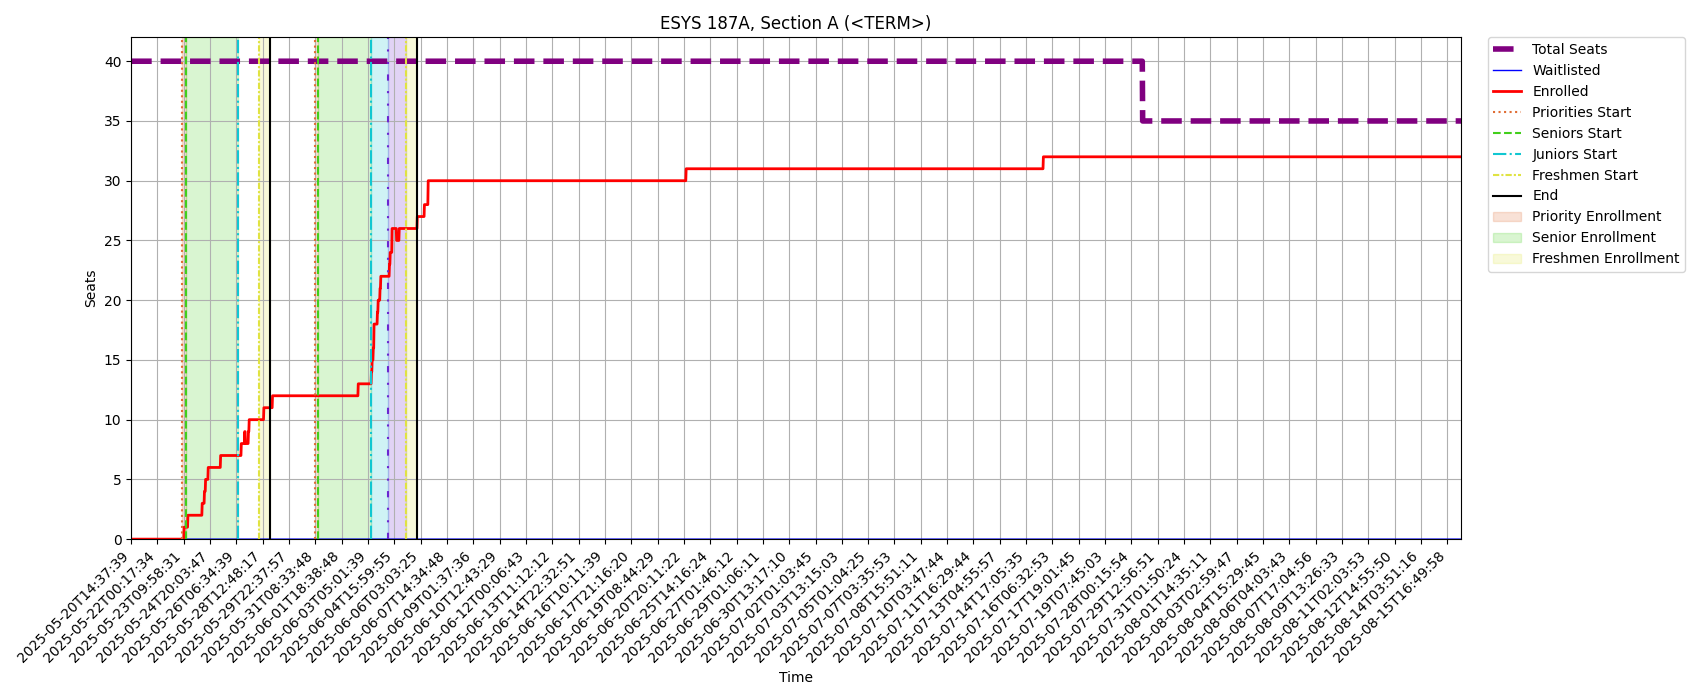 ESYS 187A, Section A (<TERM>)
Total Seats
Waitlisted
Enrolled
Priorities Start
Seniors Start
Juniors Start
Freshmen Start
End
Priority Enrollment
Senior Enrollment
Freshmen Enrollment
Seats
40
35
30
25
20
15
10
5
0
2025-05-20T14:37:39
2025-05-22T00:17:34
2025-05-23T09:58:31
2025-05-24T20:03:47
2025-05-26T06:34:39
2025-05-28T12:48:17
2025-05-29T22:37:57
2025-05-31T08:33:48
2025-06-01T18:38:48
2025-06-03T05:01:39
2025-06-04T15:59:55
2025-06-06T03:03:25
2025-06-07T14:34:48
2025-06-09T01:37:36
2025-06-10T12:43:29
2025-06-12T00:06:43
2025-06-13T11:12:12
2025-06-14T22:32:51
2025-06-16T10:11:39
2025-06-17T21:16:20
2025-06-19T08:44:29
2025-06-20T20:11:22
2025-06-25T14:16:24
2025-06-27T01:46:12
2025-06-29T01:06:11
2025-06-30T13:17:10
2025-07-02T01:03:45
2025-07-03T13:15:03
2025-07-05T01:04:25
2025-07-07T03:35:53
2025-07-08T15:51:11
2025-07-10T03:47:44
2025-07-11T16:29:44
2025-07-13T04:55:57
2025-07-14T17:05:35
2025-07-16T06:32:53
2025-07-17T19:01:45
2025-07-19T07:45:03
2025-07-28T00:15:54
2025-07-29T12:56:51
2025-07-31T01:50:24
2025-08-01T14:35:11
2025-08-03T02:59:47
2025-08-04T15:29:45
2025-08-06T04:03:43
2025-08-07T17:04:56
2025-08-09T13:26:33
2025-08-11T02:03:53
2025-08-12T14:55:50
2025-08-14T03:51:16
2025-08-15T16:49:58
Time